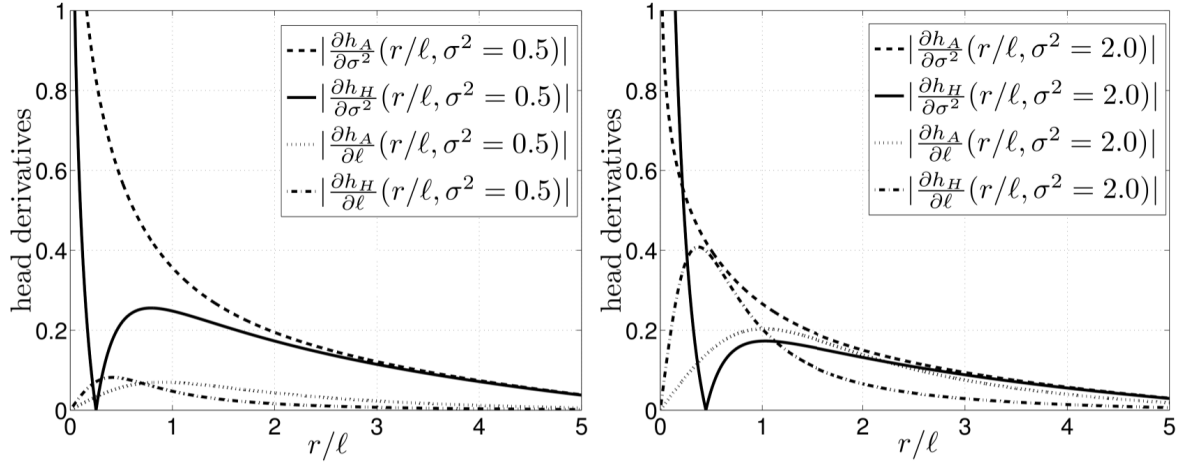 head derivatives
1
0.8
0.6
0.4
0.2
0
0 1 2 3 4 5
r/ℓ
|∂h_A/∂σ²(r/ℓ, σ² = 0.5)|
|∂h_H/∂σ²(r/ℓ, σ² = 0.5)|
|∂h_A/∂ℓ(r/ℓ, σ² = 0.5)|
|∂h_H/∂ℓ(r/ℓ, σ² = 0.5)|
head derivatives
1
0.8
0.6
0.4
0.2
0
0 1 2 3 4 5
r/ℓ
|∂h_A/∂σ²(r/ℓ, σ² = 2.0)|
|∂h_H/∂σ²(r/ℓ, σ² = 2.0)|
|∂h_A/∂ℓ(r/ℓ, σ² = 2.0)|
|∂h_H/∂ℓ(r/ℓ, σ² = 2.0)|